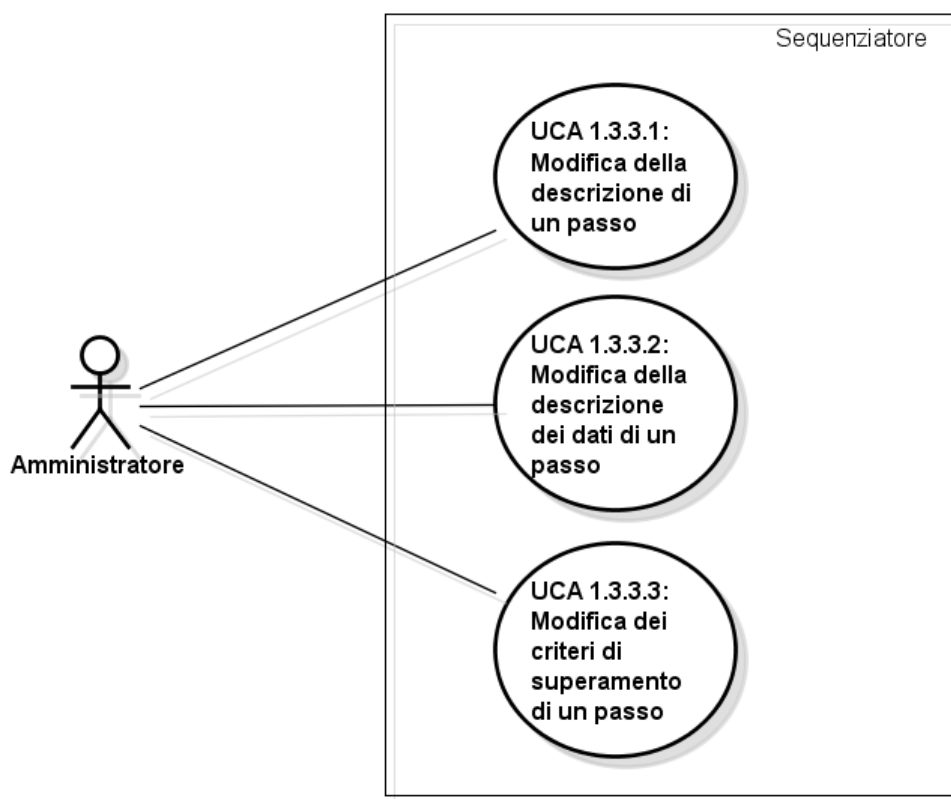 Sequenziatore
UCA 1.3.3.1:
Modifica della
descrizione di
un passo
UCA 1.3.3.2:
Modifica della
descrizione
dei dati di un
passo
Amministratore
UCA 1.3.3.3:
Modifica dei
criteri di
superamento
di un passo